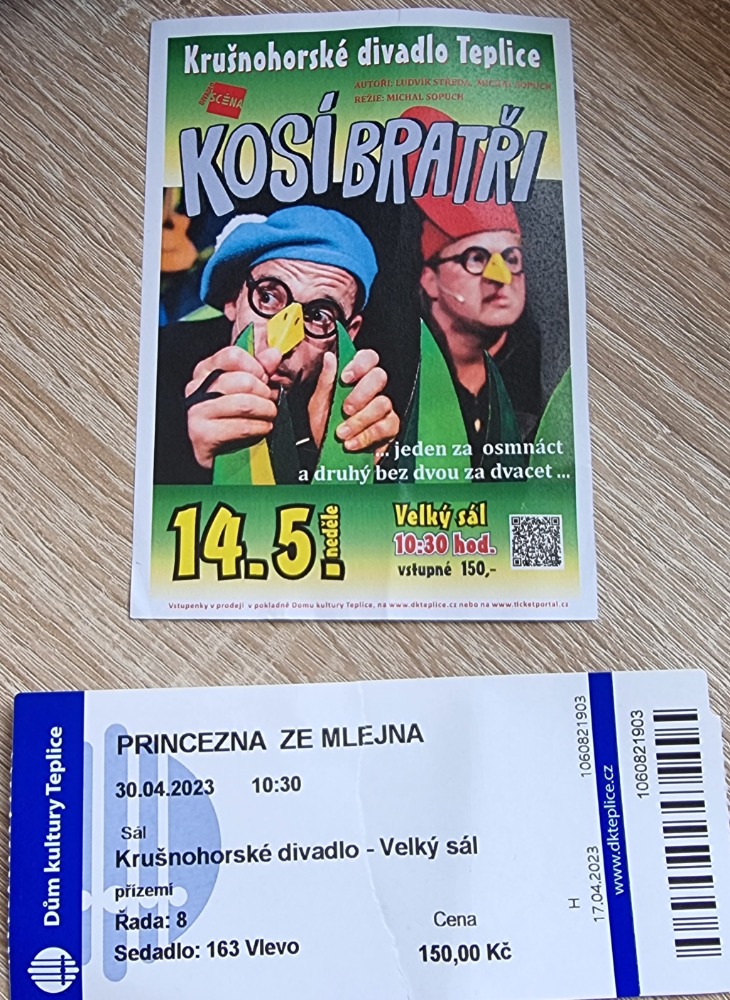 Krušnohorské divadlo Teplice
AUTOŘI: LUDVÍK STŘEDA, MICHAL SOPUCH
REŽIE: MICHAL SOPUCH
SCÉNA
KOSÍ BRATŘI
... jeden za osmnáct
a druhý bez dvou za dvacet ...
14.5. neděle
Velký sál
10:30 hod.
vstupné 150,-
Vstupenky v prodeji v pokladně Domu kultury Teplice, na www.dkteplice.cz nebo na www.ticketportal.cz
Dům kultury Teplice
PRINCEZNA ZE MLEJNA
30.04.2023 10:30
Sál
Krušnohorské divadlo - Velký sál
přízemí
Řada: 8
Sedadlo: 163 Vlevo
Cena
150,00 Kč
H
17.04.2023
1060821903
www.dkteplice.cz
1060821903